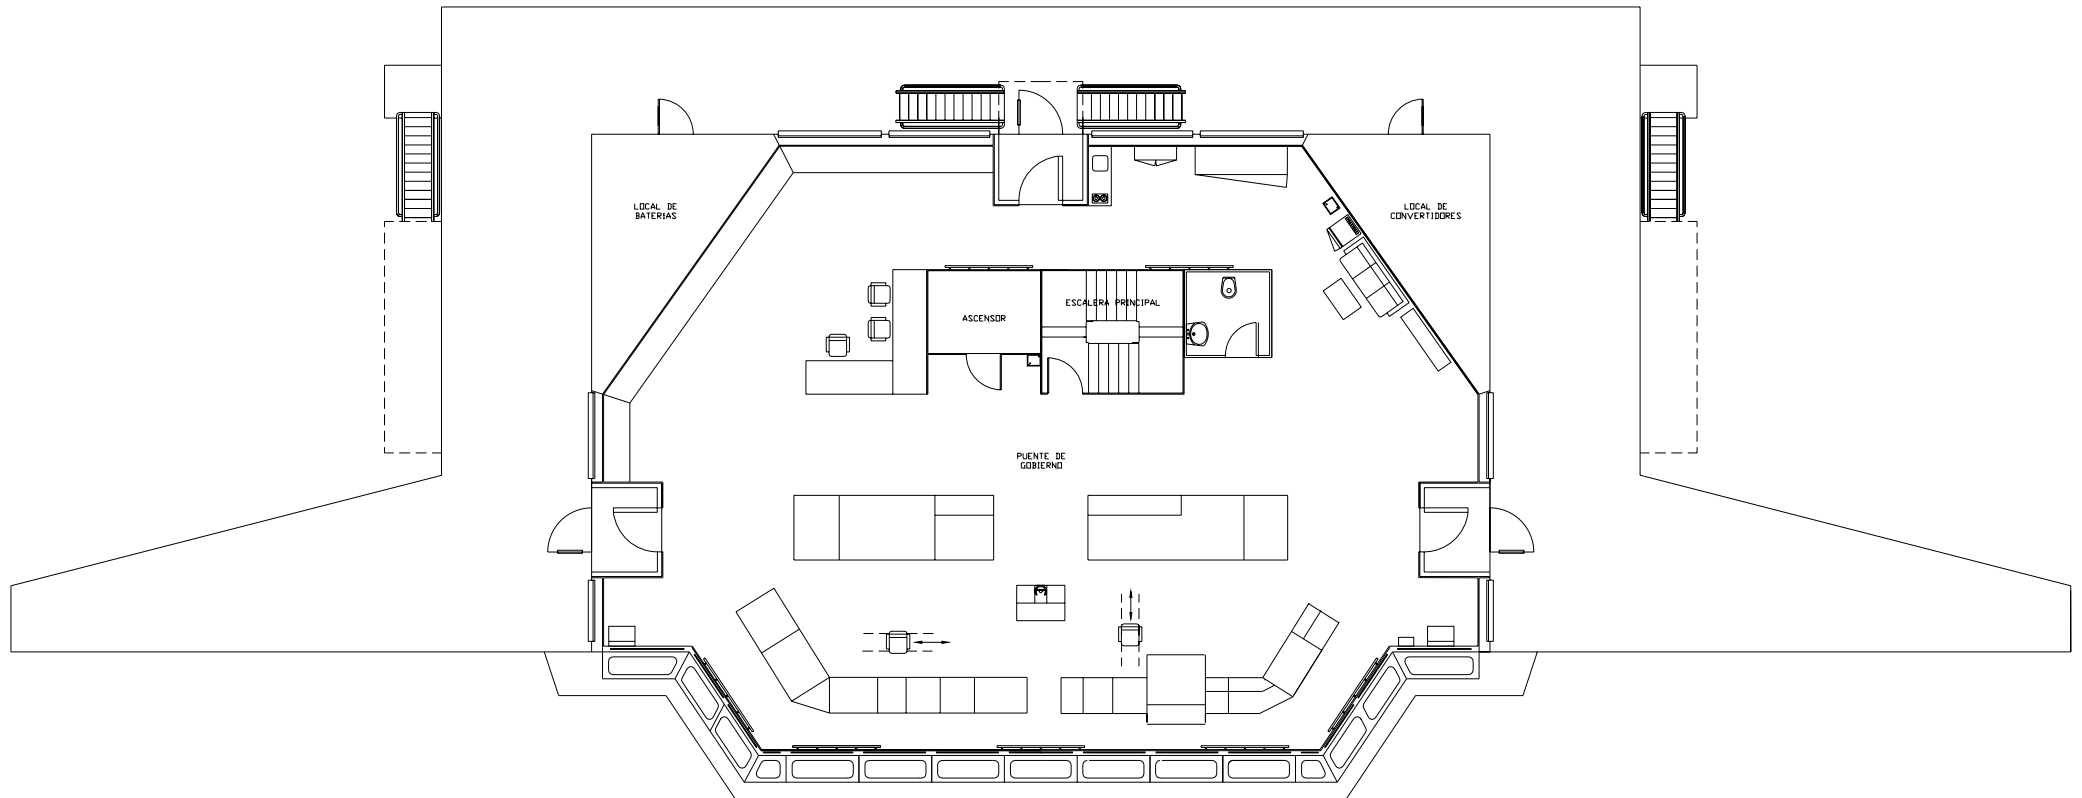 LOCAL DE
BATERIAS
LOCAL DE
CONVERTIDORES
ESCALERA PRINCIPAL
ASCENSOR
PUENTE DE
GOBIERNO